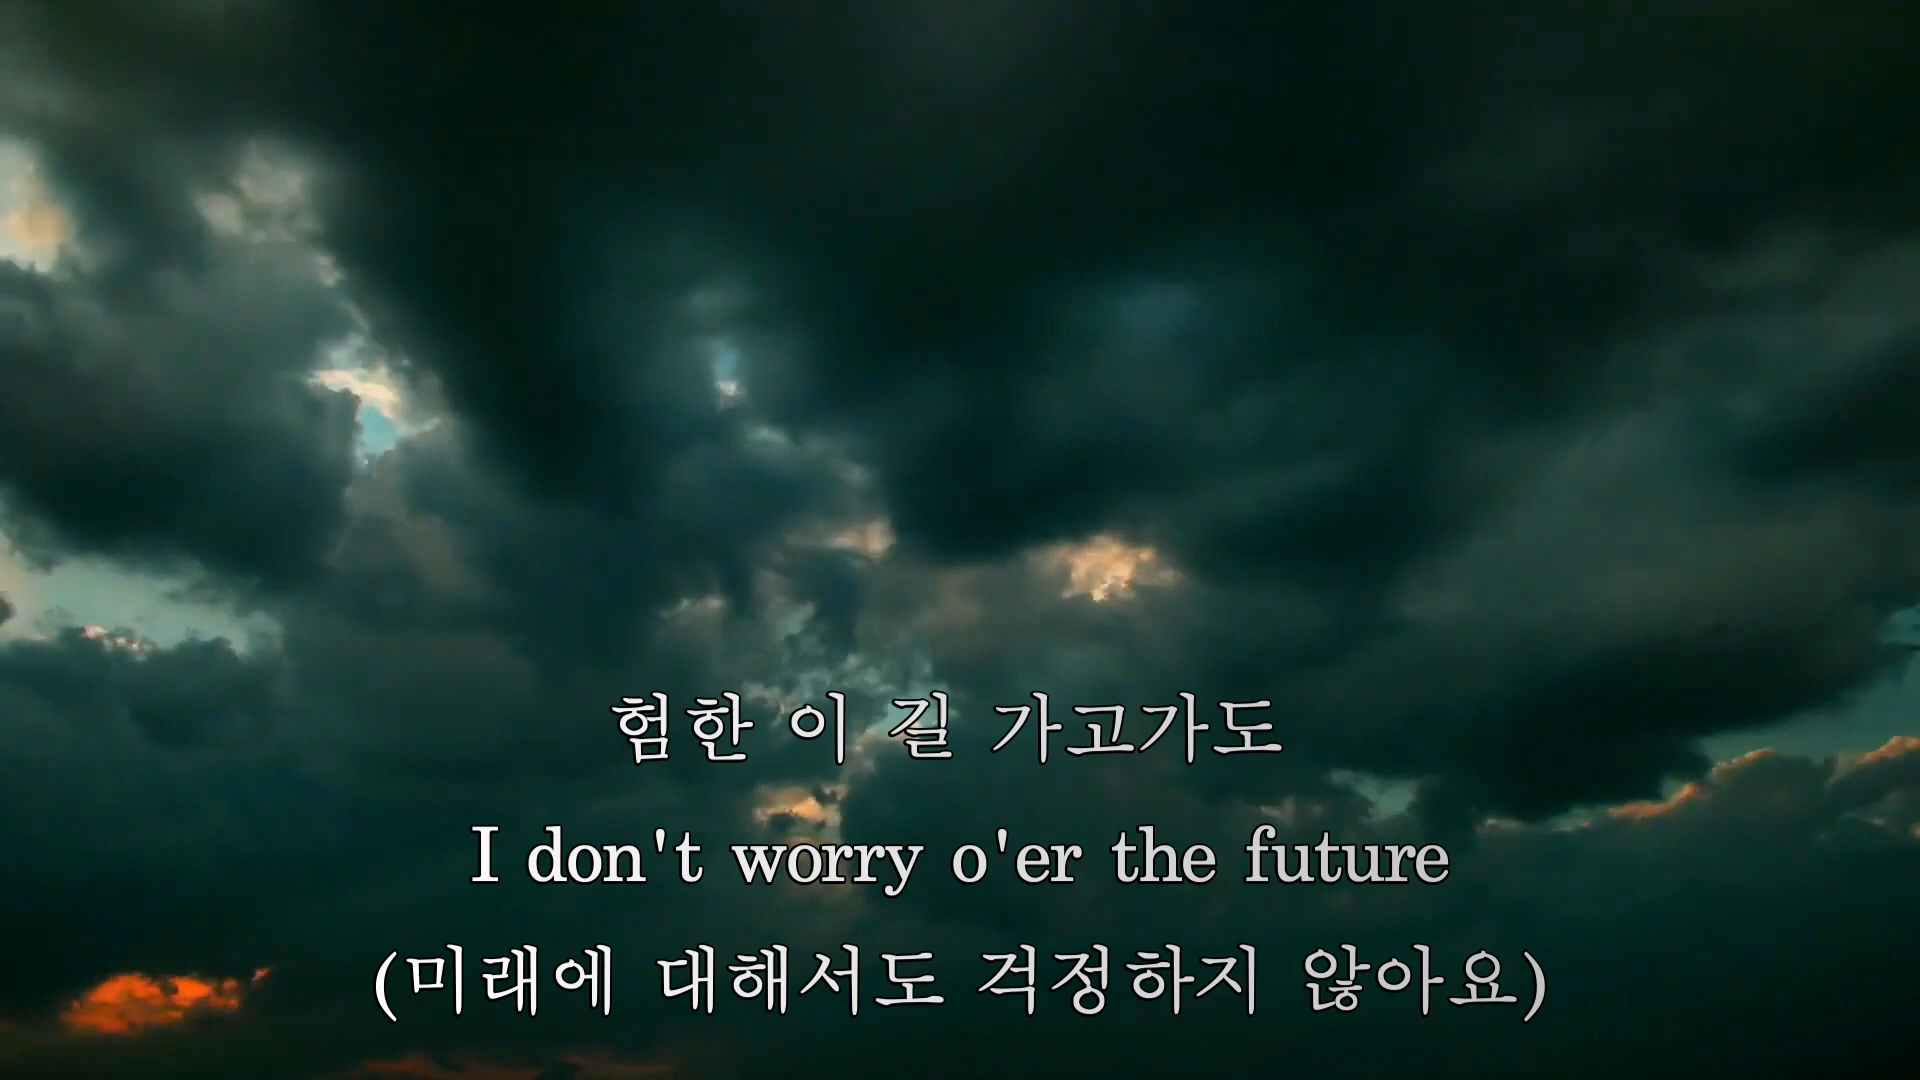 험한 이 길 가고가도
I don't worry o'er the future
(미래에 대해서도 걱정하지 않아요)